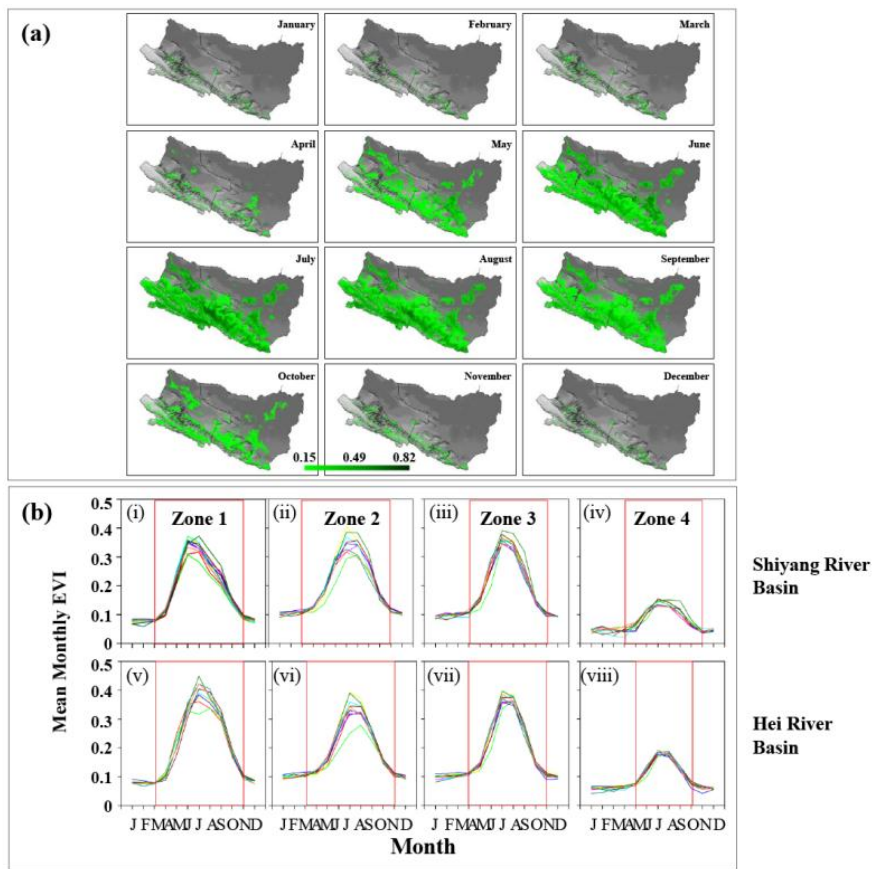 (a)
January
February
March
April
May
June
July
August
September
October
November
December
0.15 0.49 0.82
(b)
Mean Monthly EVI
0.5
0.4
0.3
0.2
0.1
0
(i) Zone 1
(ii) Zone 2
(iii) Zone 3
(iv) Zone 4
Shiyang River
Basin
0.4
0.3
0.2
0.1
0
(v)
(vi)
(vii)
(viii)
Hei River
Basin
J FMAMJ J ASOND J FMAMJ J ASOND J FMAMJ J ASOND J FMAMJ J ASOND
Month